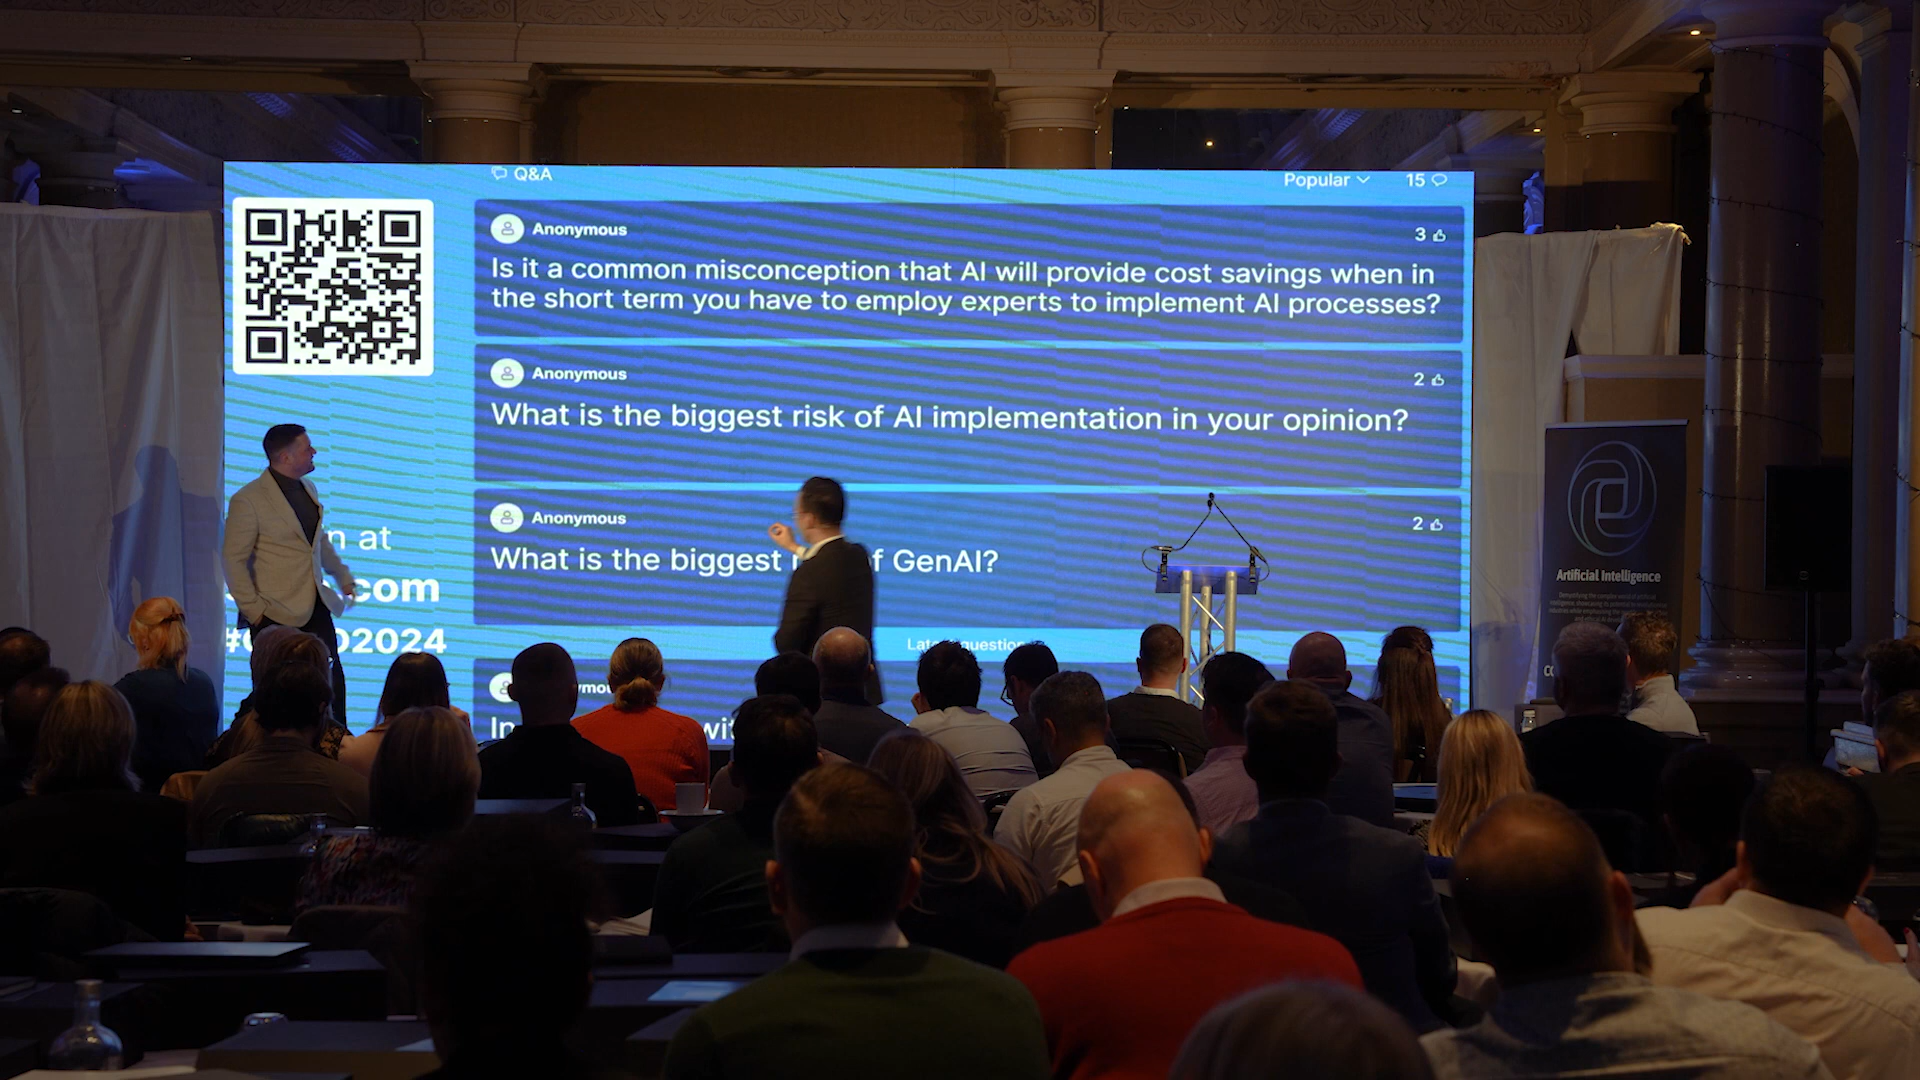 Q&A
Popular 15
Anonymous 3
Is it a common misconception that AI will provide cost savings when in
the short term you have to employ experts to implement AI processes?
Anonymous 2
What is the biggest risk of AI implementation in your opinion?
Anonymous 2
What is the biggest of GenAI?
n at
.com
2024
Artificial Intelligence